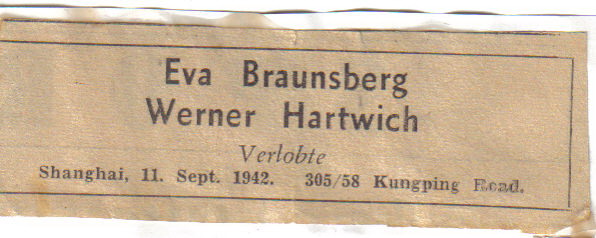 Eva Braunsberg
Werner Hartwich
Verlobte
Shanghai, 11. Sept. 1942. 305/58 Kungping Road.